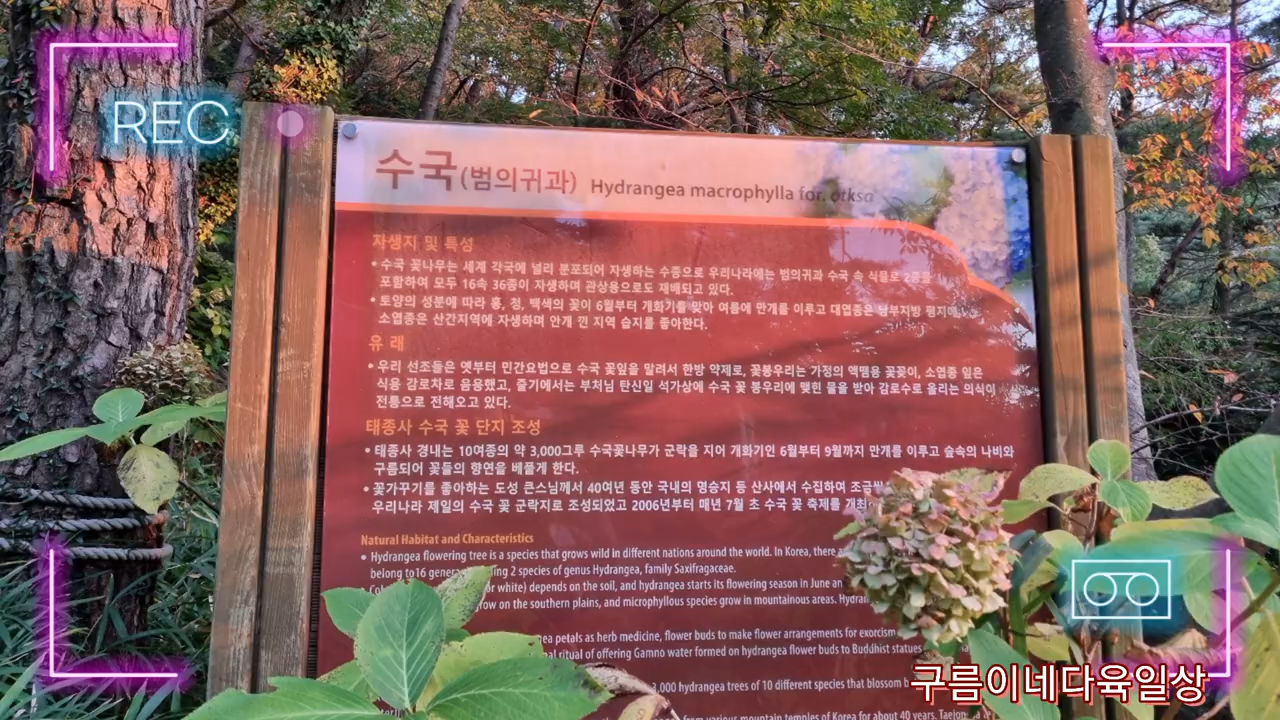 REC
수국(범의귀과) Hydrangea macrophylla for. otksa
자생지 및 특성
• 수국 꽃나무는 세계 각국에 널리 분포되어 자생하는 수종으로 우리나라에는 범의귀과 수국 속 식물로 2종을
포함하여 모두 16속 36종이 자생하며 관상용으로도 재배되고 있다.
• 토양의 성분에 따라 홍, 청, 백색의 꽃이 6월부터 개화기를 맞아 여름에 만개를 이루고 대엽종은 남부지방 평지에
소엽종은 산간지역에 자생하며 안개 낀 지역 습지를 좋아한다.
유 래
• 우리 선조들은 옛부터 민간요법으로 수국 꽃잎을 말려서 한방 약제로, 꽃봉우리는 가정의 액땜용 꽃꽂이, 소엽종 잎은
식용 감로차로 음용했고, 줄기에서는 부처님 탄신일 석가상에 수국 꽃 봉우리에 맺힌 물을 받아 감로수로 올리는 의식이
전통으로 전해오고 있다.
태종사 수국 꽃 단지 조성
• 태종사 경내는 10여종의 약 3,000그루 수국꽃나무가 군락을 지어 개화기인 6월부터 9월까지 만개를 이루고 숲속의 나비와
구름되어 꽃들의 향연을 베풀게 한다.
• 꽃가꾸기를 좋아하는 도성 큰스님께서 40여년 동안 국내의 명승지 등 산사에서 수집하여 조금씩
우리나라 제일의 수국 꽃 군락지로 조성되었고 2006년부터 매년 7월 초 수국 꽃 축제를 개최
Natural Habitat and Characteristics
• Hydrangea flowering tree is a species that grows wild in different nations around the world. In Korea, there
belong to16 genera 2 species of genus Hydrangea, family Saxifragaceae.
or white) depends on the soil, and hydrangea starts its flowering season in June an
on the southern plains, and microphyllous species grow in mountainous areas.
petals as herb medicine, flower buds to make flower arrangements for exorcism
ritual of offering Gamno water formed on hydrangea flower buds to Buddhist statues
3,000 hydrangea trees of 10 different species that blossom
from various mountain temples of Korea for about 40 years.
구름이네다육일상